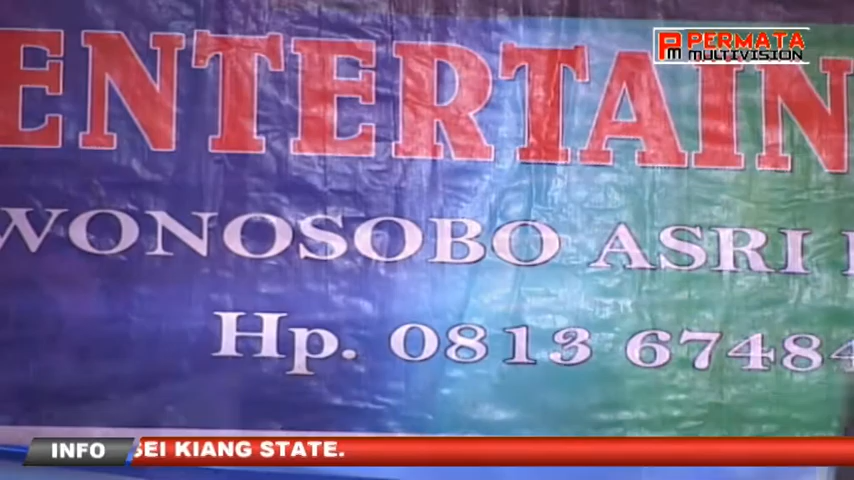 PERMATA
MULTIVISION
ENTERTAIN
WONOSOBO ASRI
Hp. 0813 67484
INFO SEI KIANG STATE.